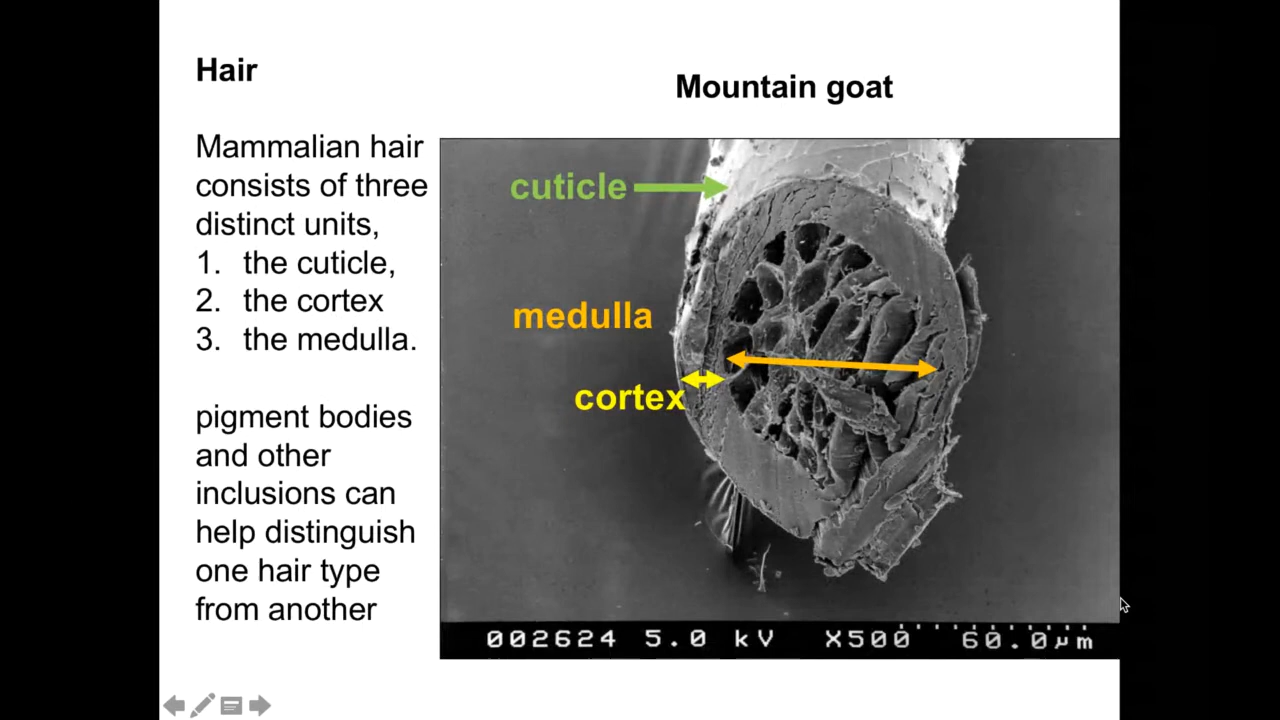 Hair
Mammalian hair
consists of three
distinct units,
1. the cuticle,
2. the cortex
3. the medulla.
pigment bodies
and other
inclusions can
help distinguish
one hair type
from another
Mountain goat
cuticle
medulla
cortex
002624 5.0 kV X500 60.0µm